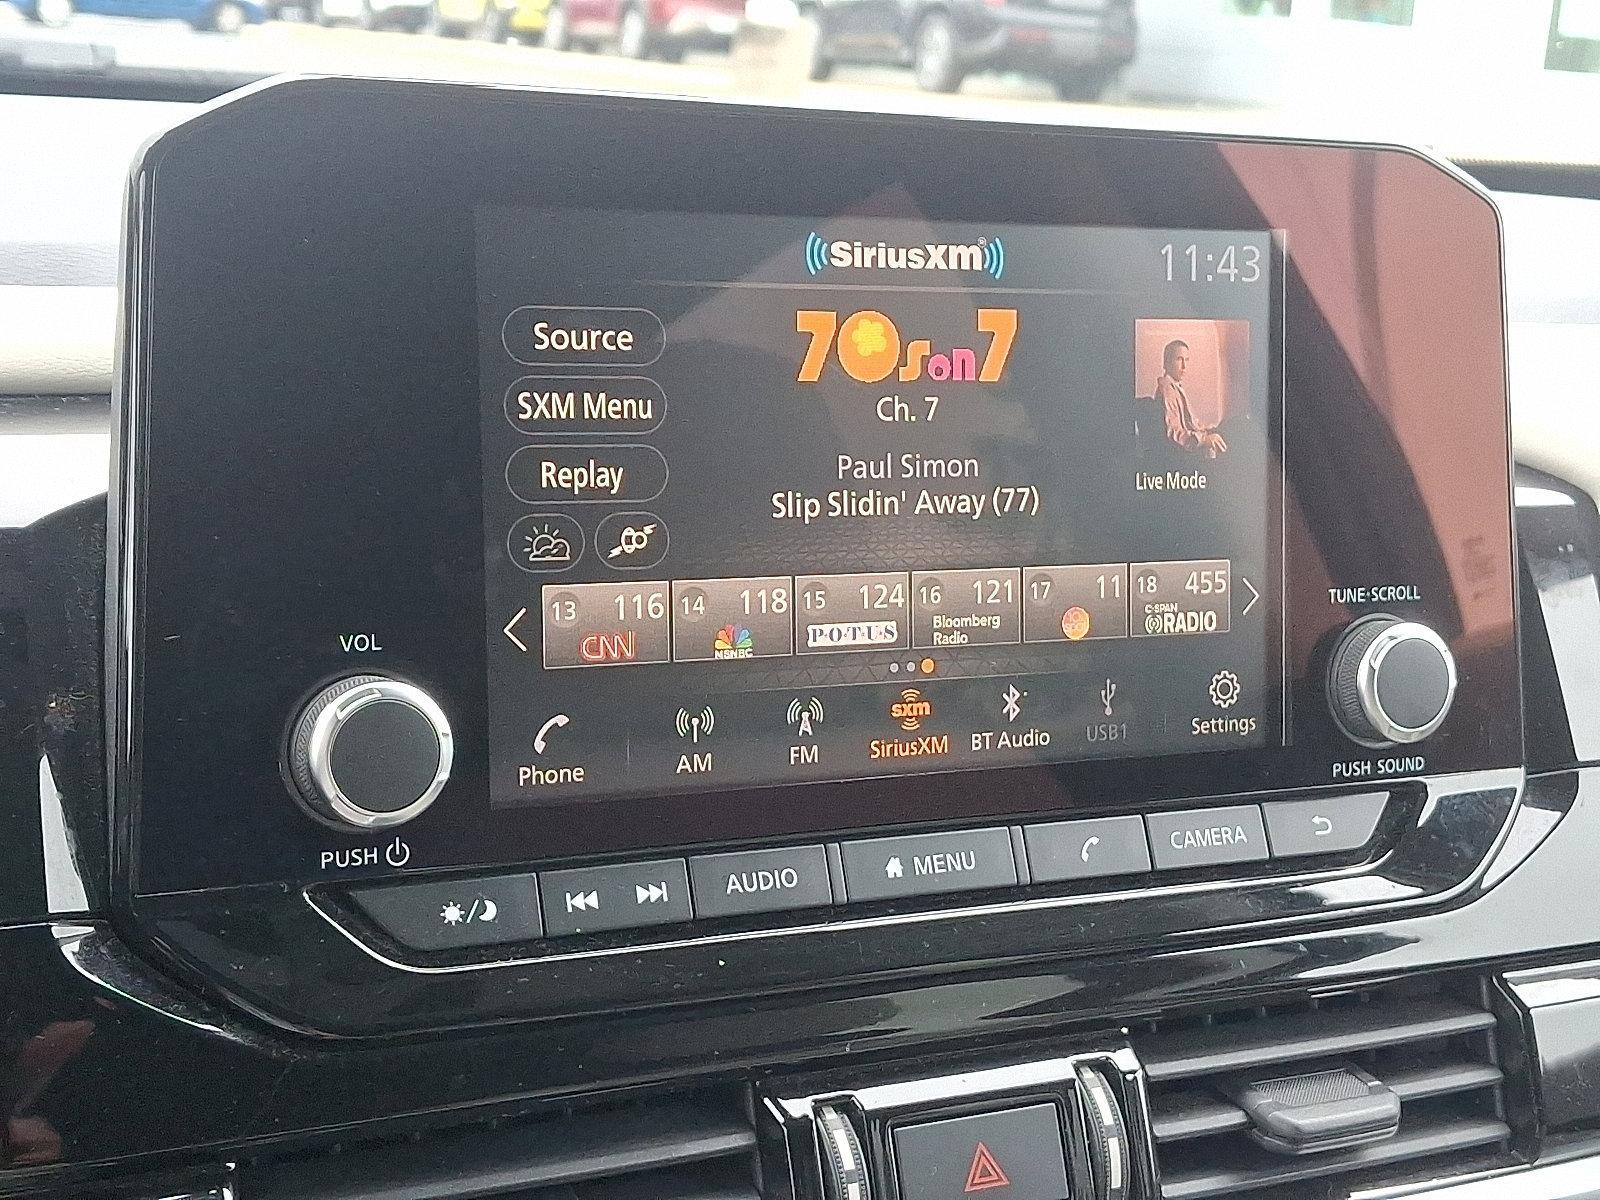 SiriusXm
11:43
Source
SXM Menu
Replay
70s on 7
Ch. 7
Paul Simon
Slip Slidin' Away (77)
Live Mode
13 116 CNN
14 118 MSNBC
15 124 P·O·T·U·S
16 121 Bloomberg Radio
17 11
18 455 C-SPAN RADIO
Phone
AM
FM
sxm
SiriusXM
BT Audio
USB1
Settings
VOL
PUSH
TUNE·SCROLL
PUSH SOUND
AUDIO
MENU
CAMERA